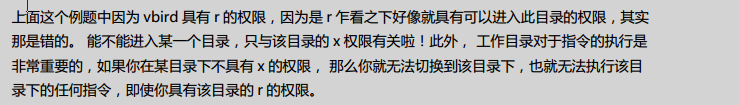 上面这个例题中因为 vbird 具有 r 的权限，因为是 r 乍看之下好像就具有可以进入此目录的权限，其实
那是错的。 能不能进入某一个目录，只与该目录的 x 权限有关啦！此外， 工作目录对于指令的执行是
非常重要的，如果你在某目录下不具有 x 的权限， 那么你就无法切换到该目录下，也就无法执行该目
录下的任何指令，即使你具有该目录的 r 的权限。